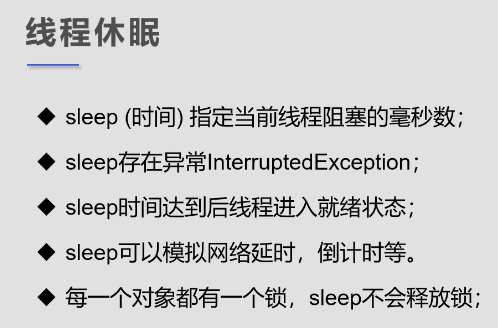 线程休眠
◆ sleep (时间) 指定当前线程阻塞的毫秒数；
◆ sleep存在异常InterruptedException；
◆ sleep时间达到后线程进入就绪状态；
◆ sleep可以模拟网络延时，倒计时等。
◆ 每一个对象都有一个锁，sleep不会释放锁；